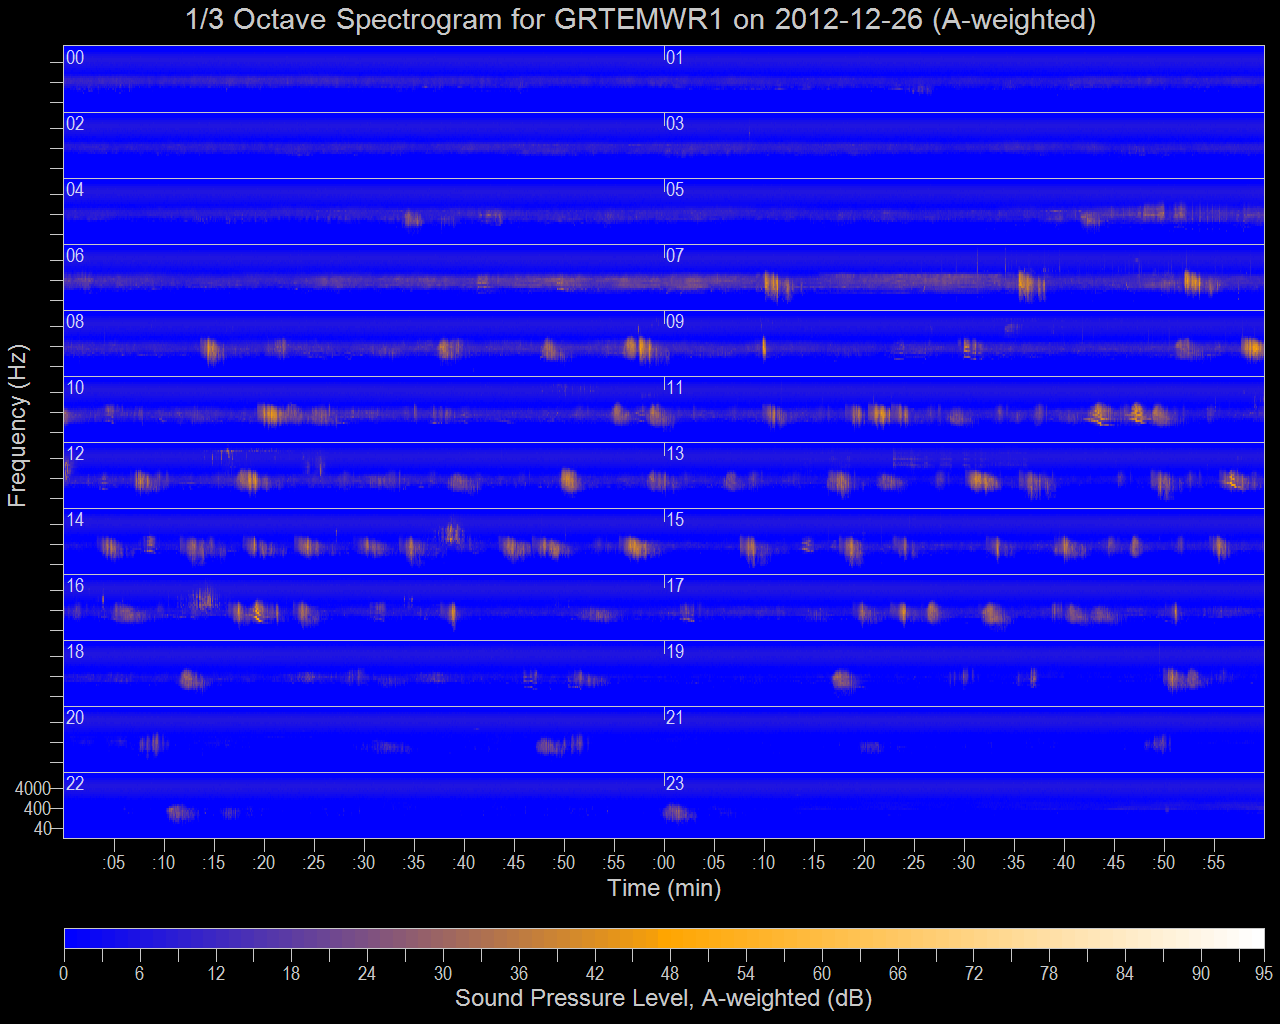 1/3 Octave Spectrogram for GRTEMWR1 on 2012-12-26 (A-weighted)
00 01
02 03
04 05
06 07
08 09
10 11
12 13
14 15
16 17
18 19
20 21
22 23
Frequency (Hz)
4000
400
40
:05 :10 :15 :20 :25 :30 :35 :40 :45 :50 :55 :00 :05 :10 :15 :20 :25 :30 :35 :40 :45 :50 :55
Time (min)
0 6 12 18 24 30 36 42 48 54 60 66 72 78 84 90 95
Sound Pressure Level, A-weighted (dB)